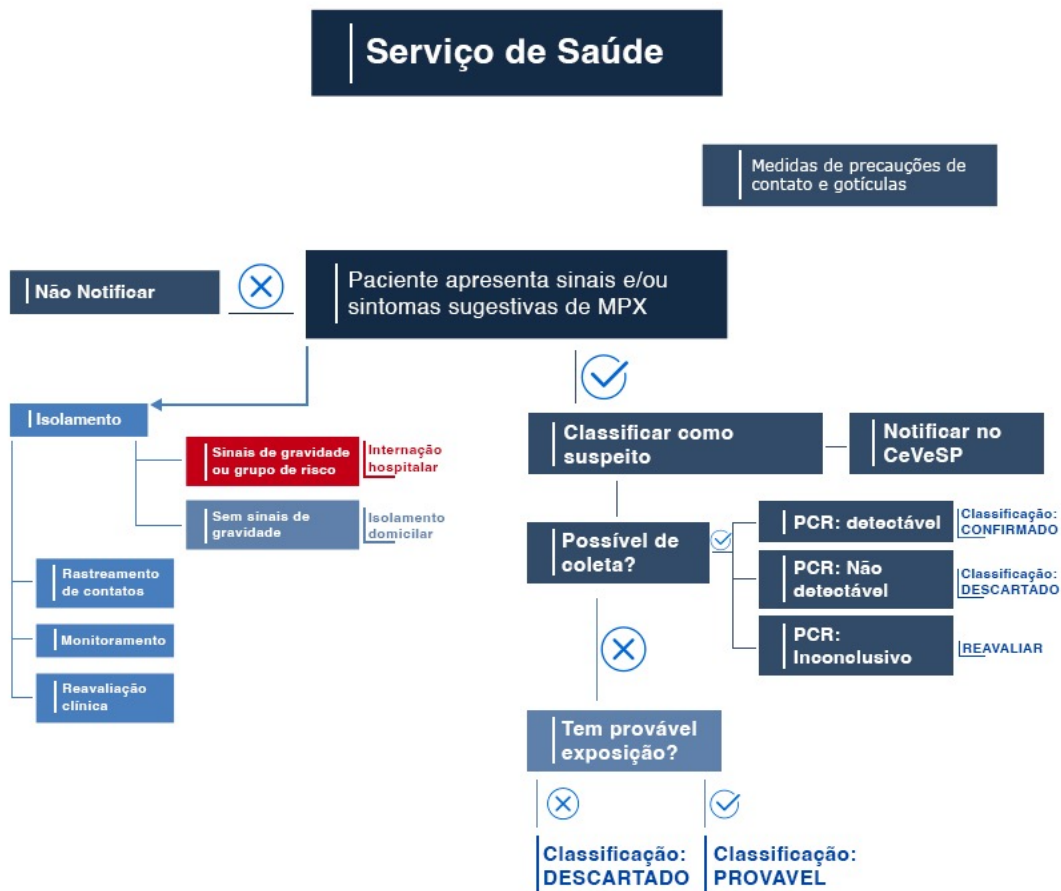 Serviço de Saúde
Medidas de precauções de
contato e gotículas
Não Notificar
Paciente apresenta sinais e/ou
sintomas sugestivas de MPX
Isolamento
Sinais de gravidade
ou grupo de risco
Internação
hospitalar
Sem sinais de
gravidade
Isolamento
domicilar
Rastreamento
de contatos
Monitoramento
Reavaliação
clínica
Classificar como
suspeito
Notificar no
CeVeSP
Possível de
coleta?
PCR: detectável
Classificação:
CONFIRMADO
PCR: Não
detectável
Classificação:
DESCARTADO
PCR:
Inconclusivo
REAVALIAR
Tem provável
exposição?
Classificação:
DESCARTADO
Classificação:
PROVAVEL